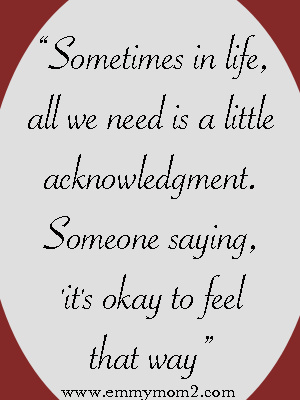 “Sometimes in life,
all we need is a little
acknowledgment.
Someone saying,
'it's okay to feel
that way”
www.emmymom2.com